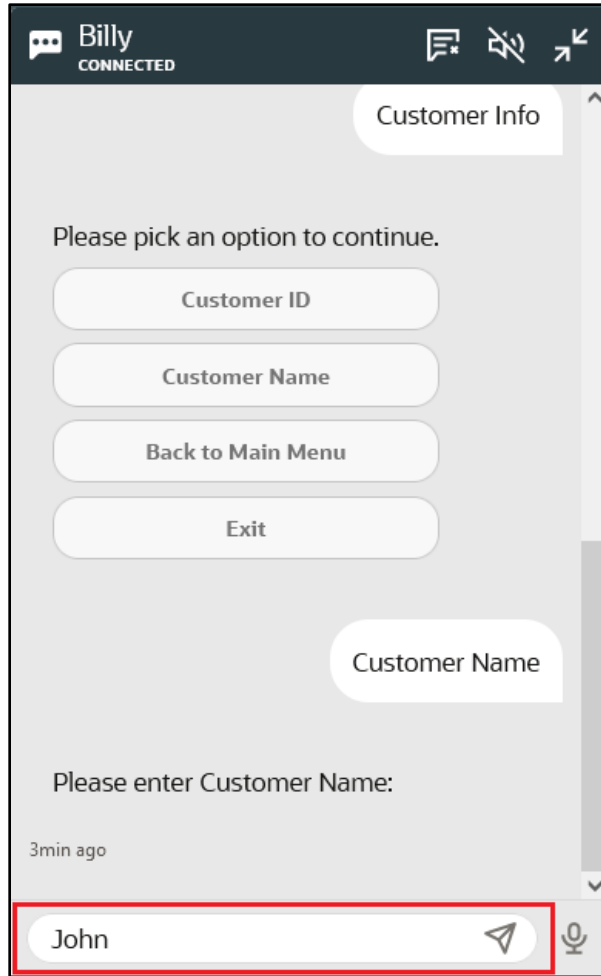 Billy
CONNECTED
Customer Info
Please pick an option to continue.
Customer ID
Customer Name
Back to Main Menu
Exit
Customer Name
Please enter Customer Name:
3min ago
John